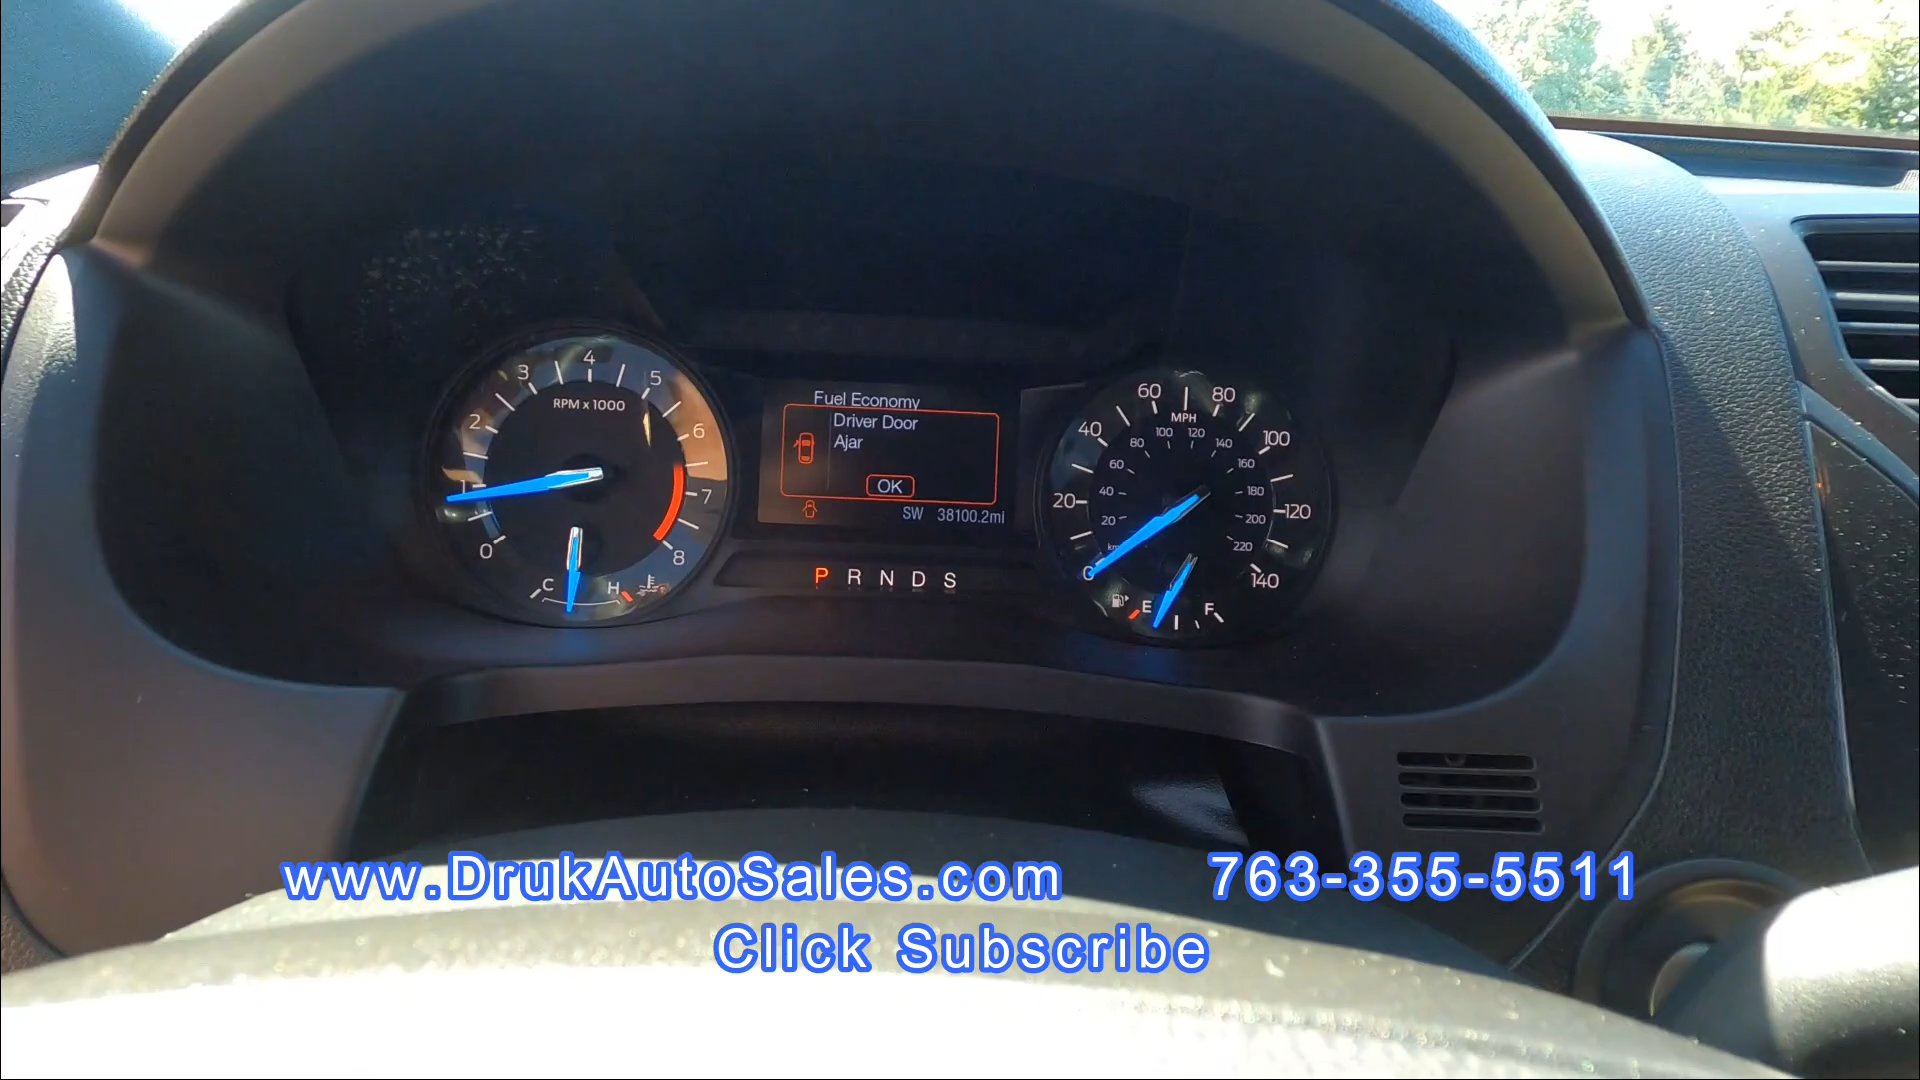 4
3 5
RPM x 1000
2 6
1 7
0 8
C H
Fuel Economy
Driver Door
Ajar
OK
SW 38100.2mi
P R N D S
60 80
MPH
40 100
100 120
80 140
60 160
20 40 180 120
20 200
220
0 140
E F
www.DrukAutoSales.com 763-355-5511
Click Subscribe